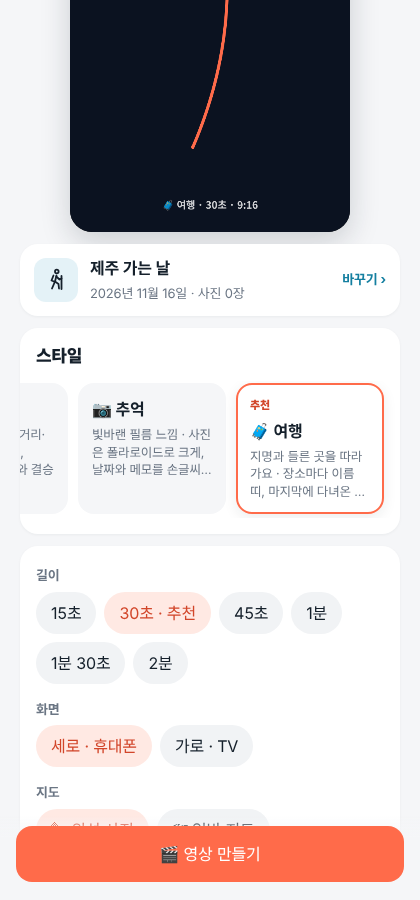 🧳 여행 · 30초 · 9:16
제주 가는 날
2026년 11월 16일 · 사진 0장
바꾸기 ›
스타일
거리·
,
와 결승
📷 추억
빛바랜 필름 느낌 · 사진
은 폴라로이드로 크게,
날짜와 메모를 손글씨...
추천
🧳 여행
지명과 들른 곳을 따라
가요 · 장소마다 이름
띠, 마지막에 다녀온 ...
길이
15초
30초 · 추천
45초
1분
1분 30초
2분
화면
세로 · 휴대폰
가로 · TV
지도
🎬 영상 만들기